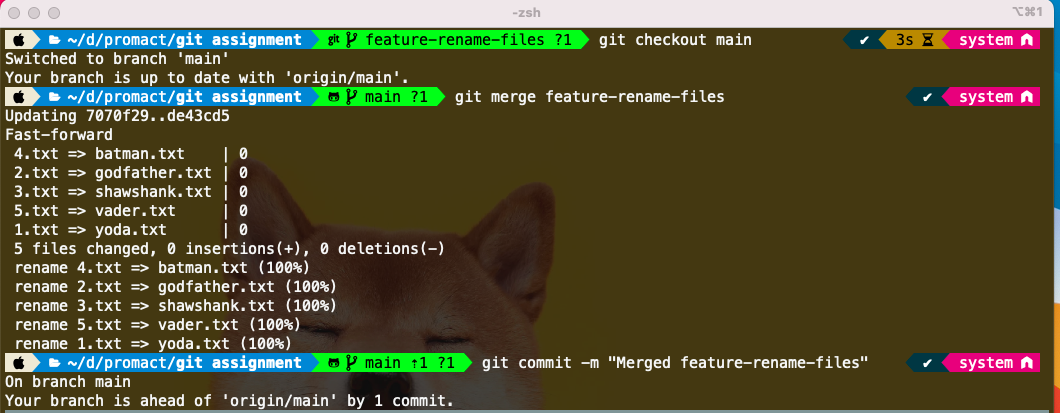 -zsh
⌥⌘1
~/d/promact/git assignment git feature-rename-files ?1 git checkout main ✔ 3s system
Switched to branch 'main'
Your branch is up to date with 'origin/main'.
~/d/promact/git assignment main ?1 git merge feature-rename-files ✔ system
Updating 7070f29..de43cd5
Fast-forward
 4.txt => batman.txt    | 0
 2.txt => godfather.txt | 0
 3.txt => shawshank.txt | 0
 5.txt => vader.txt     | 0
 1.txt => yoda.txt      | 0
 5 files changed, 0 insertions(+), 0 deletions(-)
 rename 4.txt => batman.txt (100%)
 rename 2.txt => godfather.txt (100%)
 rename 3.txt => shawshank.txt (100%)
 rename 5.txt => vader.txt (100%)
 rename 1.txt => yoda.txt (100%)
~/d/promact/git assignment main ↑1 ?1 git commit -m "Merged feature-rename-files" ✔ system
On branch main
Your branch is ahead of 'origin/main' by 1 commit.